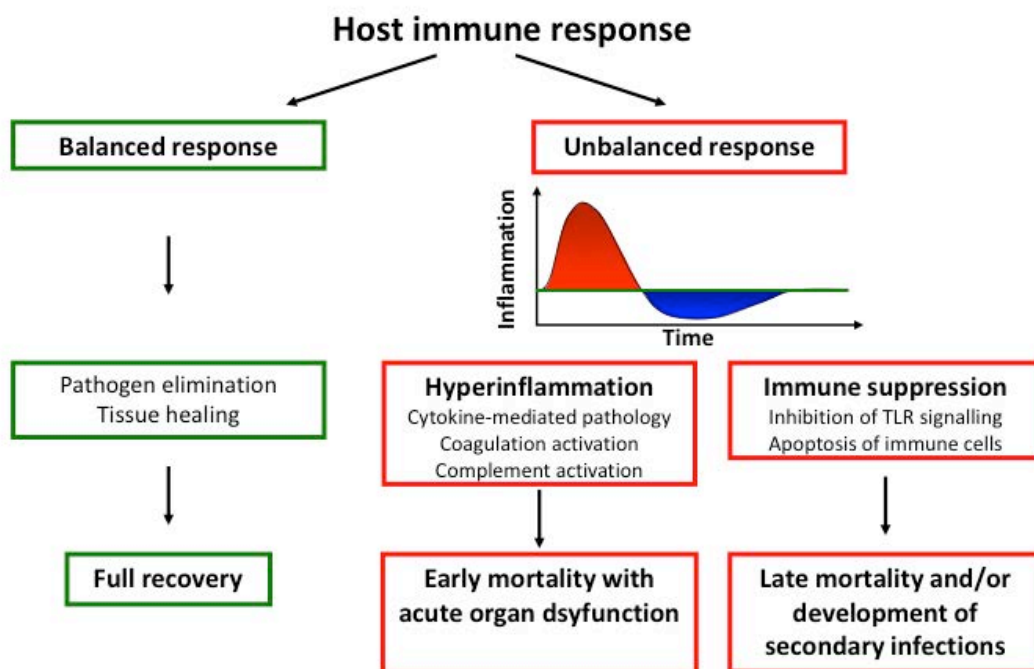 Host immune response
Balanced response
Unbalanced response
Inflammation
Time
Pathogen elimination
Tissue healing
Hyperinflammation
Cytokine-mediated pathology
Coagulation activation
Complement activation
Immune suppression
Inhibition of TLR signalling
Apoptosis of immune cells
Full recovery
Early mortality with
acute organ dsyfunction
Late mortality and/or
development of
secondary infections